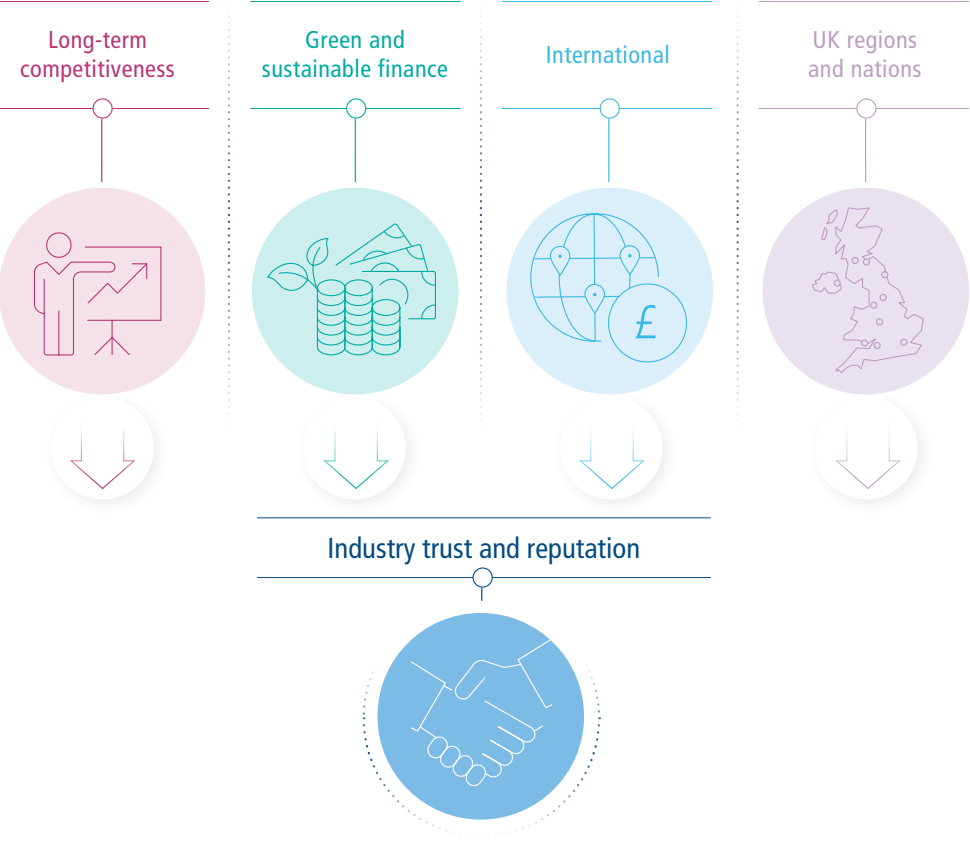 Long-term
competitiveness
Green and
sustainable finance
International
UK regions
and nations
£
Industry trust and reputation